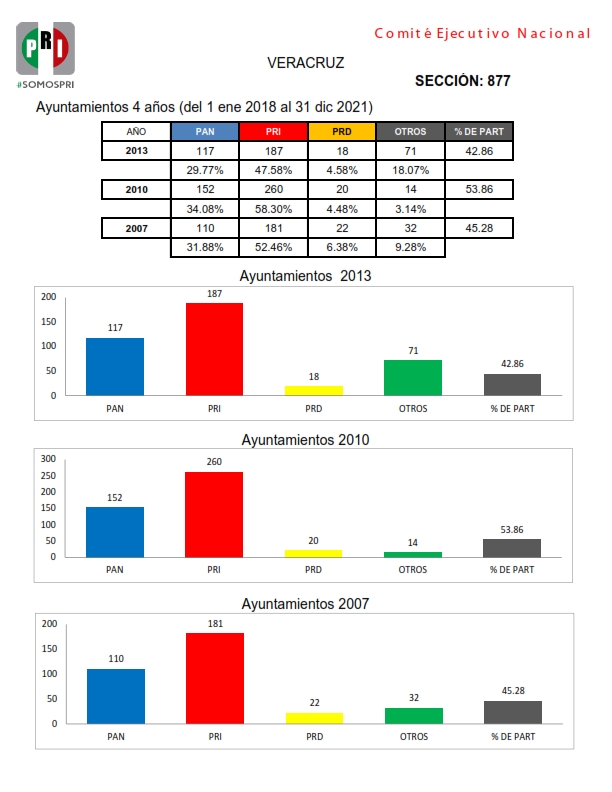 Comité Ejecutivo Nacional
PRI
#SOMOSPRI
VERACRUZ
SECCIÓN: 877
Ayuntamientos 4 años (del 1 ene 2018 al 31 dic 2021)
AÑO PAN PRI PRD OTROS % DE PART
2013 117 187 18 71 42.86
29.77% 47.58% 4.58% 18.07%
2010 152 260 20 14 53.86
34.08% 58.30% 4.48% 3.14%
2007 110 181 22 32 45.28
31.88% 52.46% 6.38% 9.28%
Ayuntamientos 2013
200
150
100
50
0
117 187 18 71 42.86
PAN PRI PRD OTROS % DE PART
Ayuntamientos 2010
300
250
200
150
100
50
0
152 260 20 14 53.86
PAN PRI PRD OTROS % DE PART
Ayuntamientos 2007
200
150
100
50
0
110 181 22 32 45.28
PAN PRI PRD OTROS % DE PART